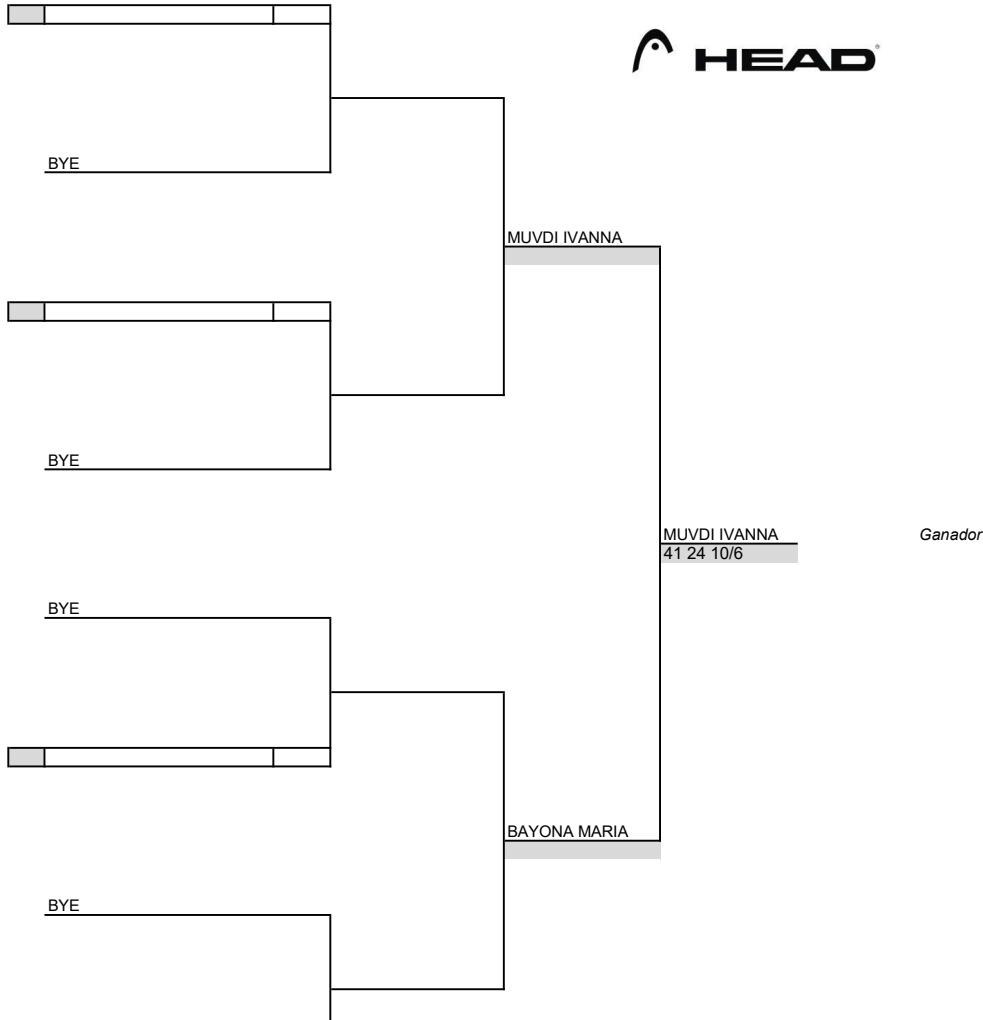 HEAD
BYE
MUVDI IVANNA
BYE
MUVDI IVANNA
Ganador
41 24 10/6
BYE
BAYONA MARIA
BYE